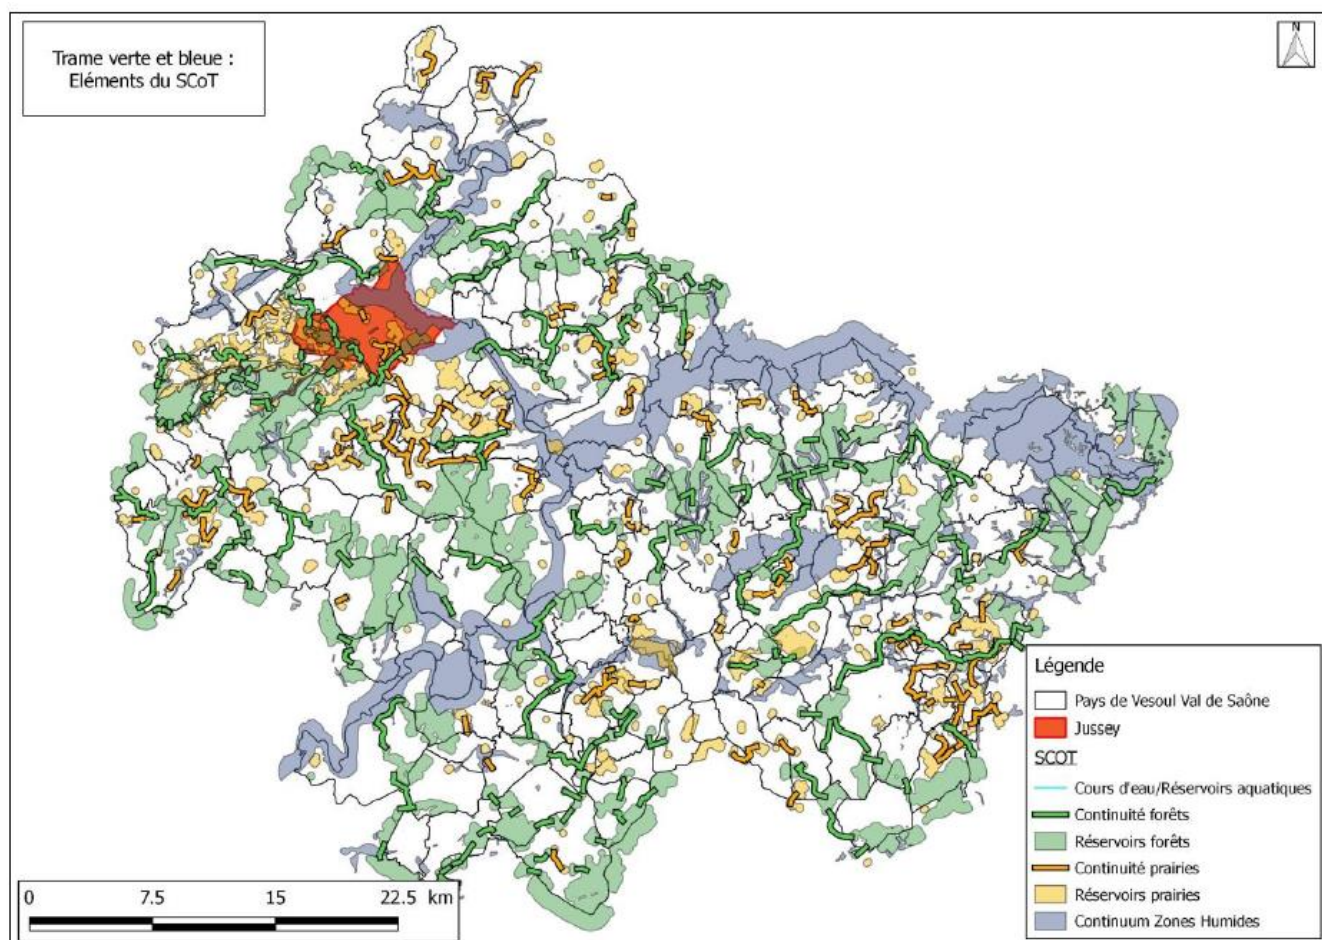 Trame verte et bleue :
Eléments du SCoT
N
Légende
Pays de Vesoul Val de Saône
Jussey
SCOT
Cours d'eau/Réservoirs aquatiques
Continuité forêts
Réservoirs forêts
Continuité prairies
Réservoirs prairies
Continuum Zones Humides
0 7.5 15 22.5 km